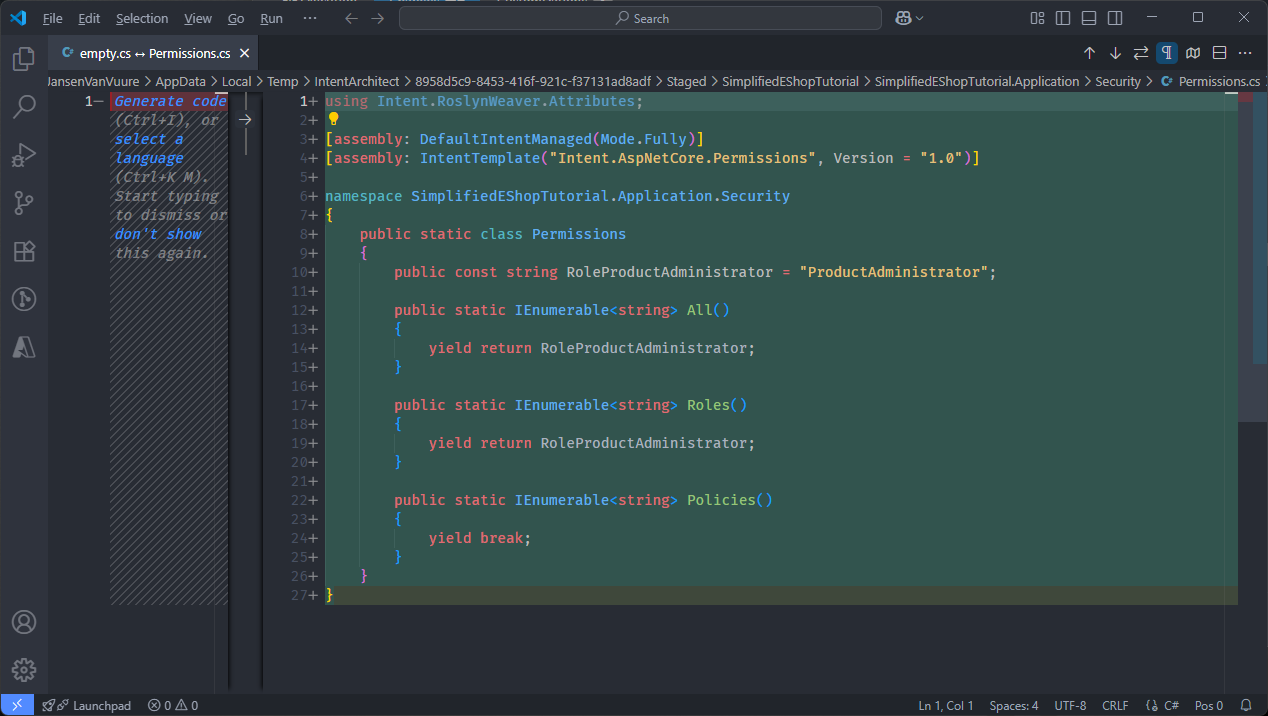 File Edit Selection View Go Run ··· Search
empty.cs ↔ Permissions.cs
JansenVanVuure > AppData > Local > Temp > IntentArchitect > 8958d5c9-8453-416f-921c-f37131ad8adf > Staged > SimplifiedEShopTutorial > SimplifiedEShopTutorial.Application > Security > Permissions.cs
1— Generate code
(Ctrl+I), or
select a
language
(Ctrl+K M).
Start typing
to dismiss or
don't show
this again.
1+ using Intent.RoslynWeaver.Attributes;
2+
3+ [assembly: DefaultIntentManaged(Mode.Fully)]
4+ [assembly: IntentTemplate("Intent.AspNetCore.Permissions", Version = "1.0")]
5+
6+ namespace SimplifiedEShopTutorial.Application.Security
7+ {
8+     public static class Permissions
9+     {
10+         public const string RoleProductAdministrator = "ProductAdministrator";
11+
12+         public static IEnumerable<string> All()
13+         {
14+             yield return RoleProductAdministrator;
15+         }
16+
17+         public static IEnumerable<string> Roles()
18+         {
19+             yield return RoleProductAdministrator;
20+         }
21+
22+         public static IEnumerable<string> Policies()
23+         {
24+             yield break;
25+         }
26+     }
27+ }
Launchpad 0 0 Ln 1, Col 1 Spaces: 4 UTF-8 CRLF C# Pos 0